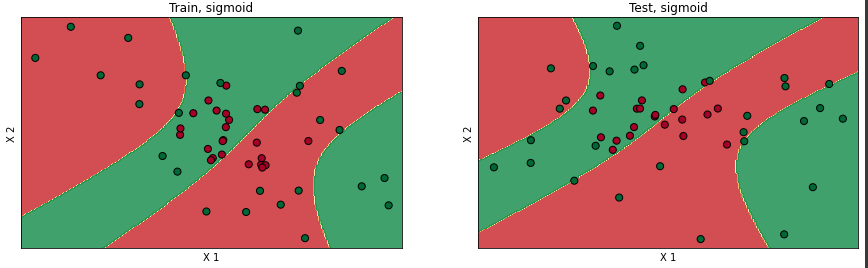 Train, sigmoid
X 2
X 1
Test, sigmoid
X 2
X 1